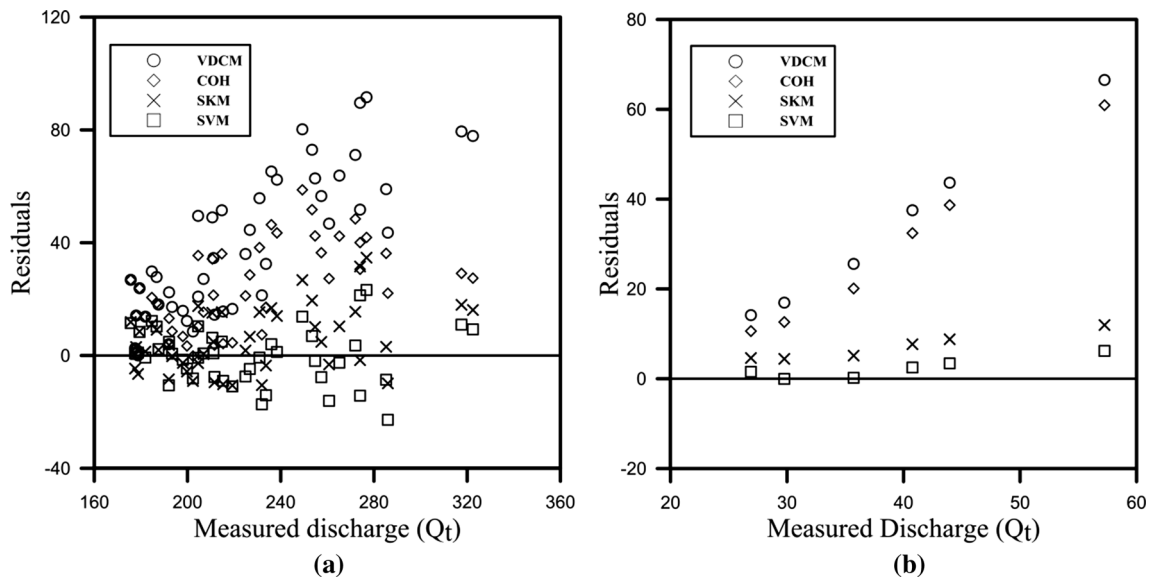 120
80
40
0
-40
Residuals
VDCM
COH
SKM
SVM
160 200 240 280 320 360
Measured discharge (Qt)
(a)
80
60
40
20
0
-20
Residuals
VDCM
COH
SKM
SVM
20 30 40 50 60
Measured Discharge (Qt)
(b)